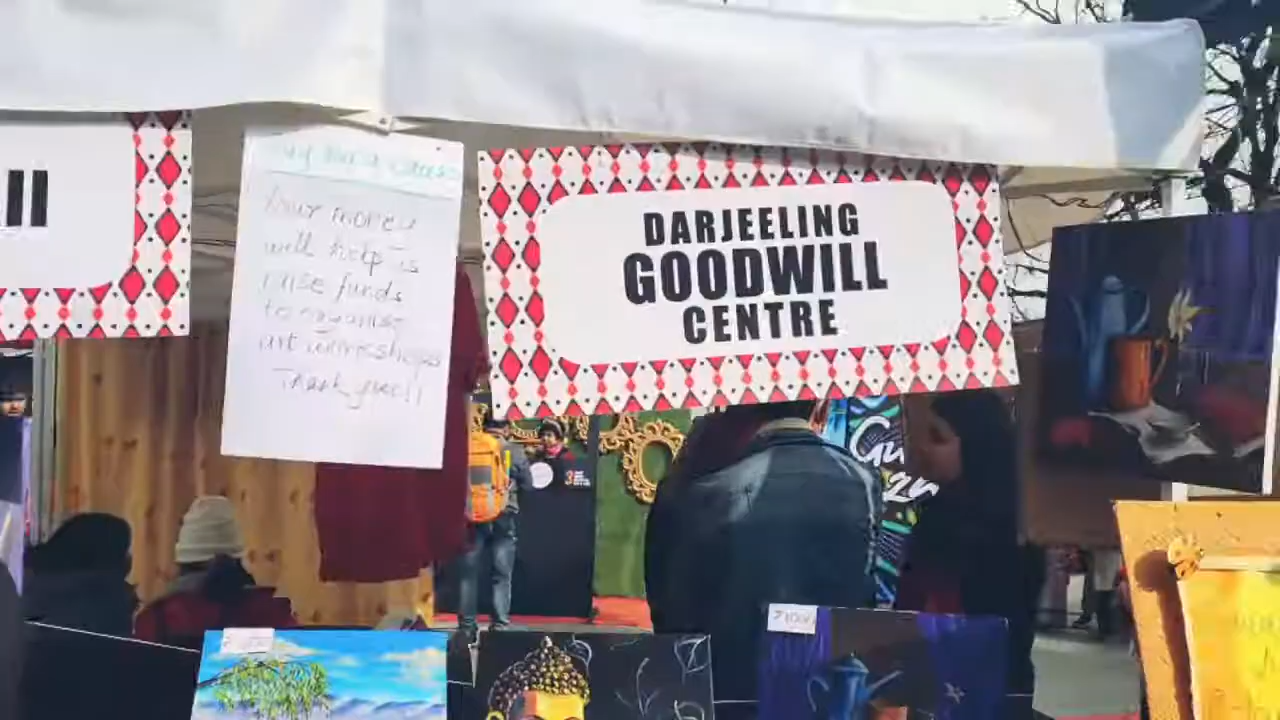 Your money
will help us
raise funds
to organise
art workshops
Thank you!!
DARJEELING
GOODWILL
CENTRE